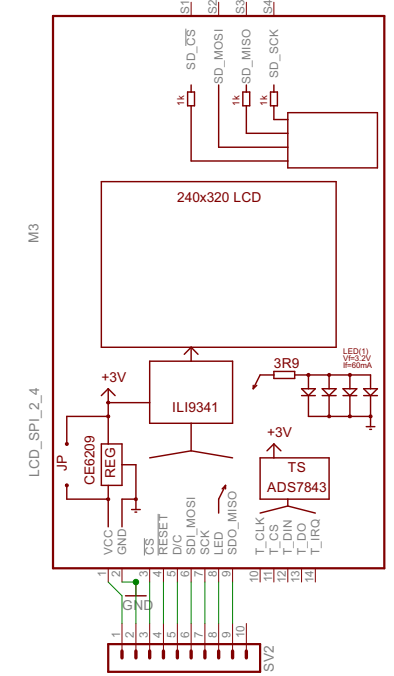 S1
S2
S3
S4
SD_CS
SD_MOSI
SD_MISO
SD_SCK
1k
1k
1k
240x320 LCD
M3
LCD_SPI_2_4
LED(1)
Vf=3.2V
If=60mA
3R9
+3V
ILI9341
+3V
JP
CE6209
REG
TS
ADS7843
VCC
GND
CS
RESET
D/C
SDI_MOSI
SCK
LED
SDO_MISO
T_CLK
T_CS
T_DIN
T_DO
T_IRQ
1
2
3
4
5
6
7
8
9
10
11
12
13
14
GND
1
2
3
4
5
6
7
8
9
10
SV2